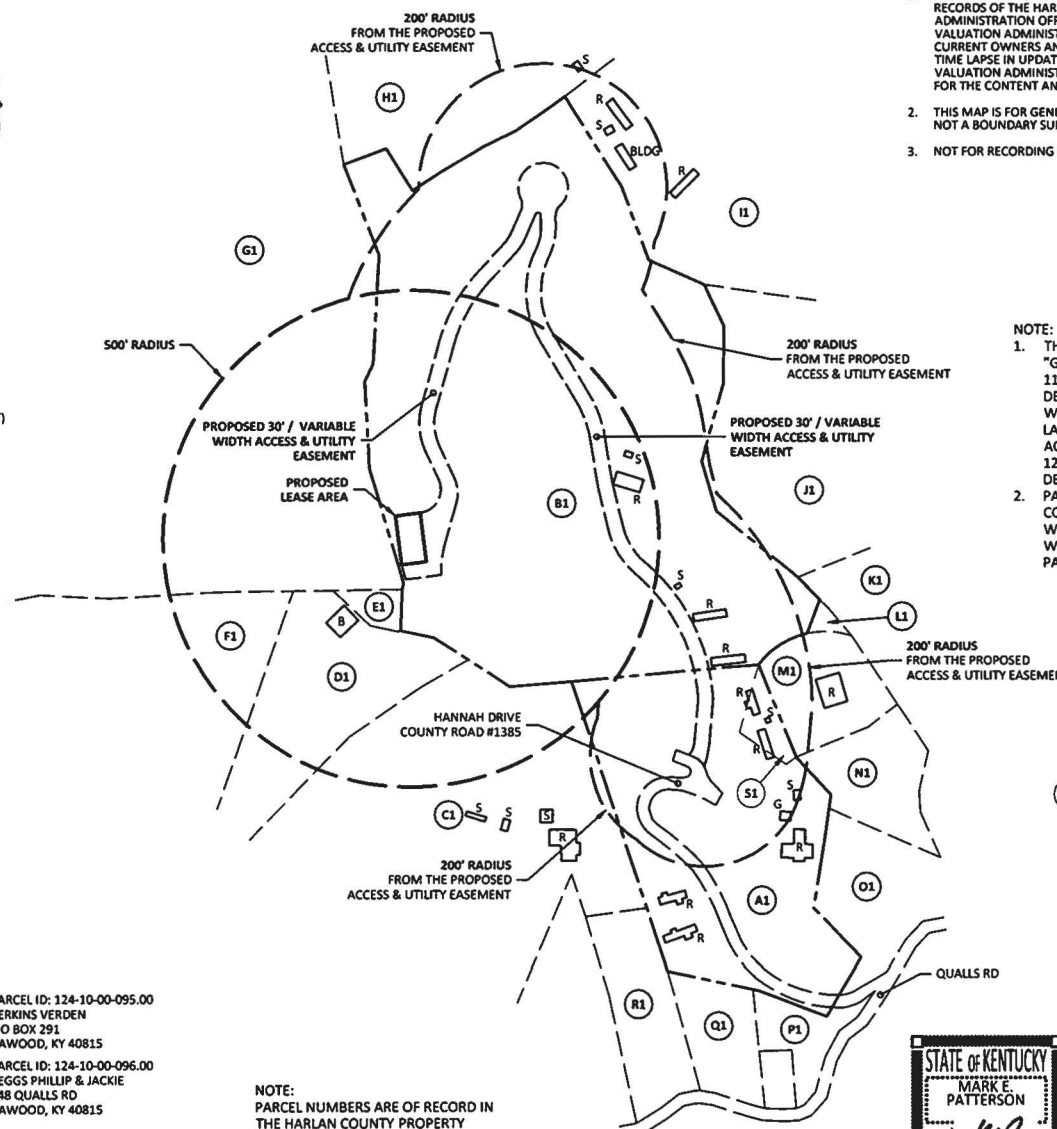 RECORDS OF THE HAR
ADMINISTRATION OFF
VALUATION ADMINIST
CURRENT OWNERS AN
TIME LAPSE IN UPDAT
VALUATION ADMINIST
FOR THE CONTENT AN
2. THIS MAP IS FOR GENE
NOT A BOUNDARY SU
3. NOT FOR RECORDING
200' RADIUS
FROM THE PROPOSED
ACCESS & UTILITY EASEMENT
H1
S
R
S
BLDG
R
I1
G1
500' RADIUS
200' RADIUS
FROM THE PROPOSED
ACCESS & UTILITY EASEMENT
NOTE:
1. TH
"G
11
DE
W
LA
AC
12
DE
2. PA
CO
W
W
PA
PROPOSED 30' / VARIABLE
WIDTH ACCESS & UTILITY
EASEMENT
PROPOSED 30' / VARIABLE
WIDTH ACCESS & UTILITY
EASEMENT
PROPOSED
LEASE AREA
S
R
B1
J1
K1
S
R
L1
E1
B
F1
D1
R
M1
200' RADIUS
FROM THE PROPOSED
ACCESS & UTILITY EASEME
R
R
S
R
HANNAH DRIVE
COUNTY ROAD #1385
N1
S1
S
G
R
C1
S
S
S
R
200' RADIUS
FROM THE PROPOSED
ACCESS & UTILITY EASEMENT
O1
A1
R
R
QUALLS RD
R1
Q1
P1
ARCEL ID: 124-10-00-095.00
ERKINS VERDEN
O BOX 291
AWOOD, KY 40815
ARCEL ID: 124-10-00-096.00
EGGS PHILLIP & JACKIE
48 QUALLS RD
AWOOD, KY 40815
NOTE:
PARCEL NUMBERS ARE OF RECORD IN
THE HARLAN COUNTY PROPERTY
STATE OF KENTUCKY
MARK E.
PATTERSON